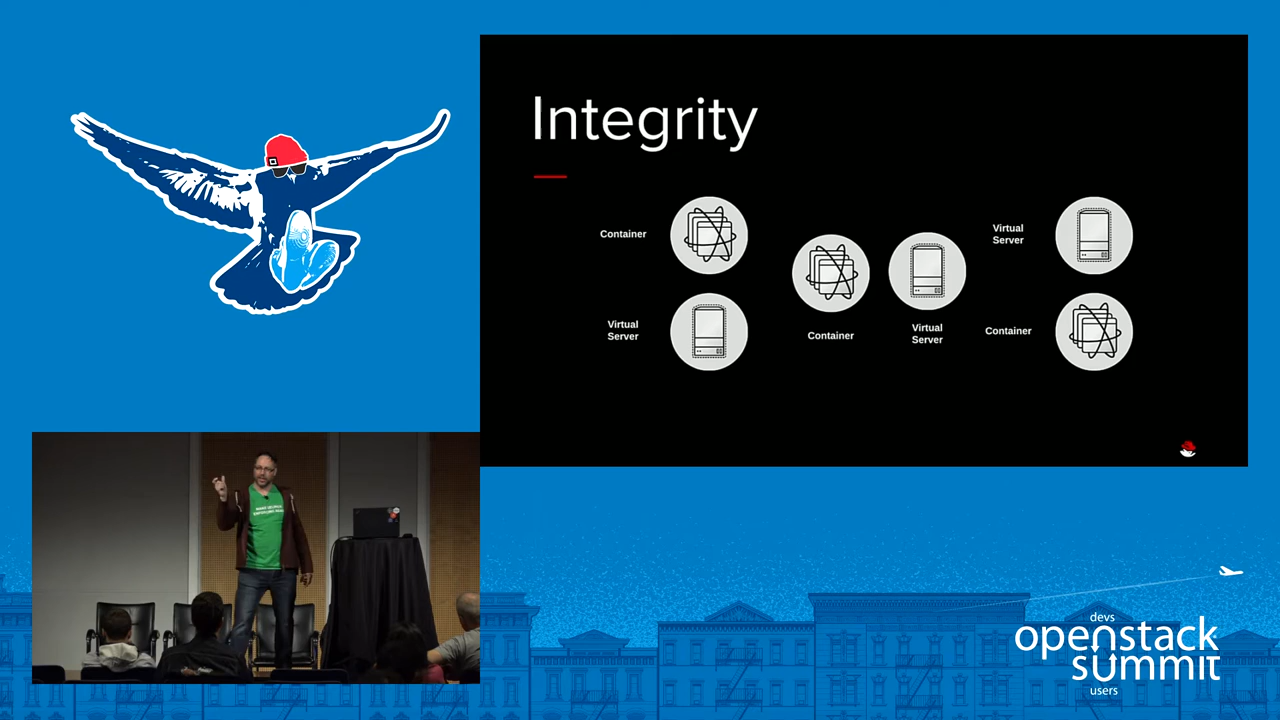 Integrity
Container
Virtual
Server
Container
Virtual
Server
Virtual
Server
Container
devs
openstack
summit
users